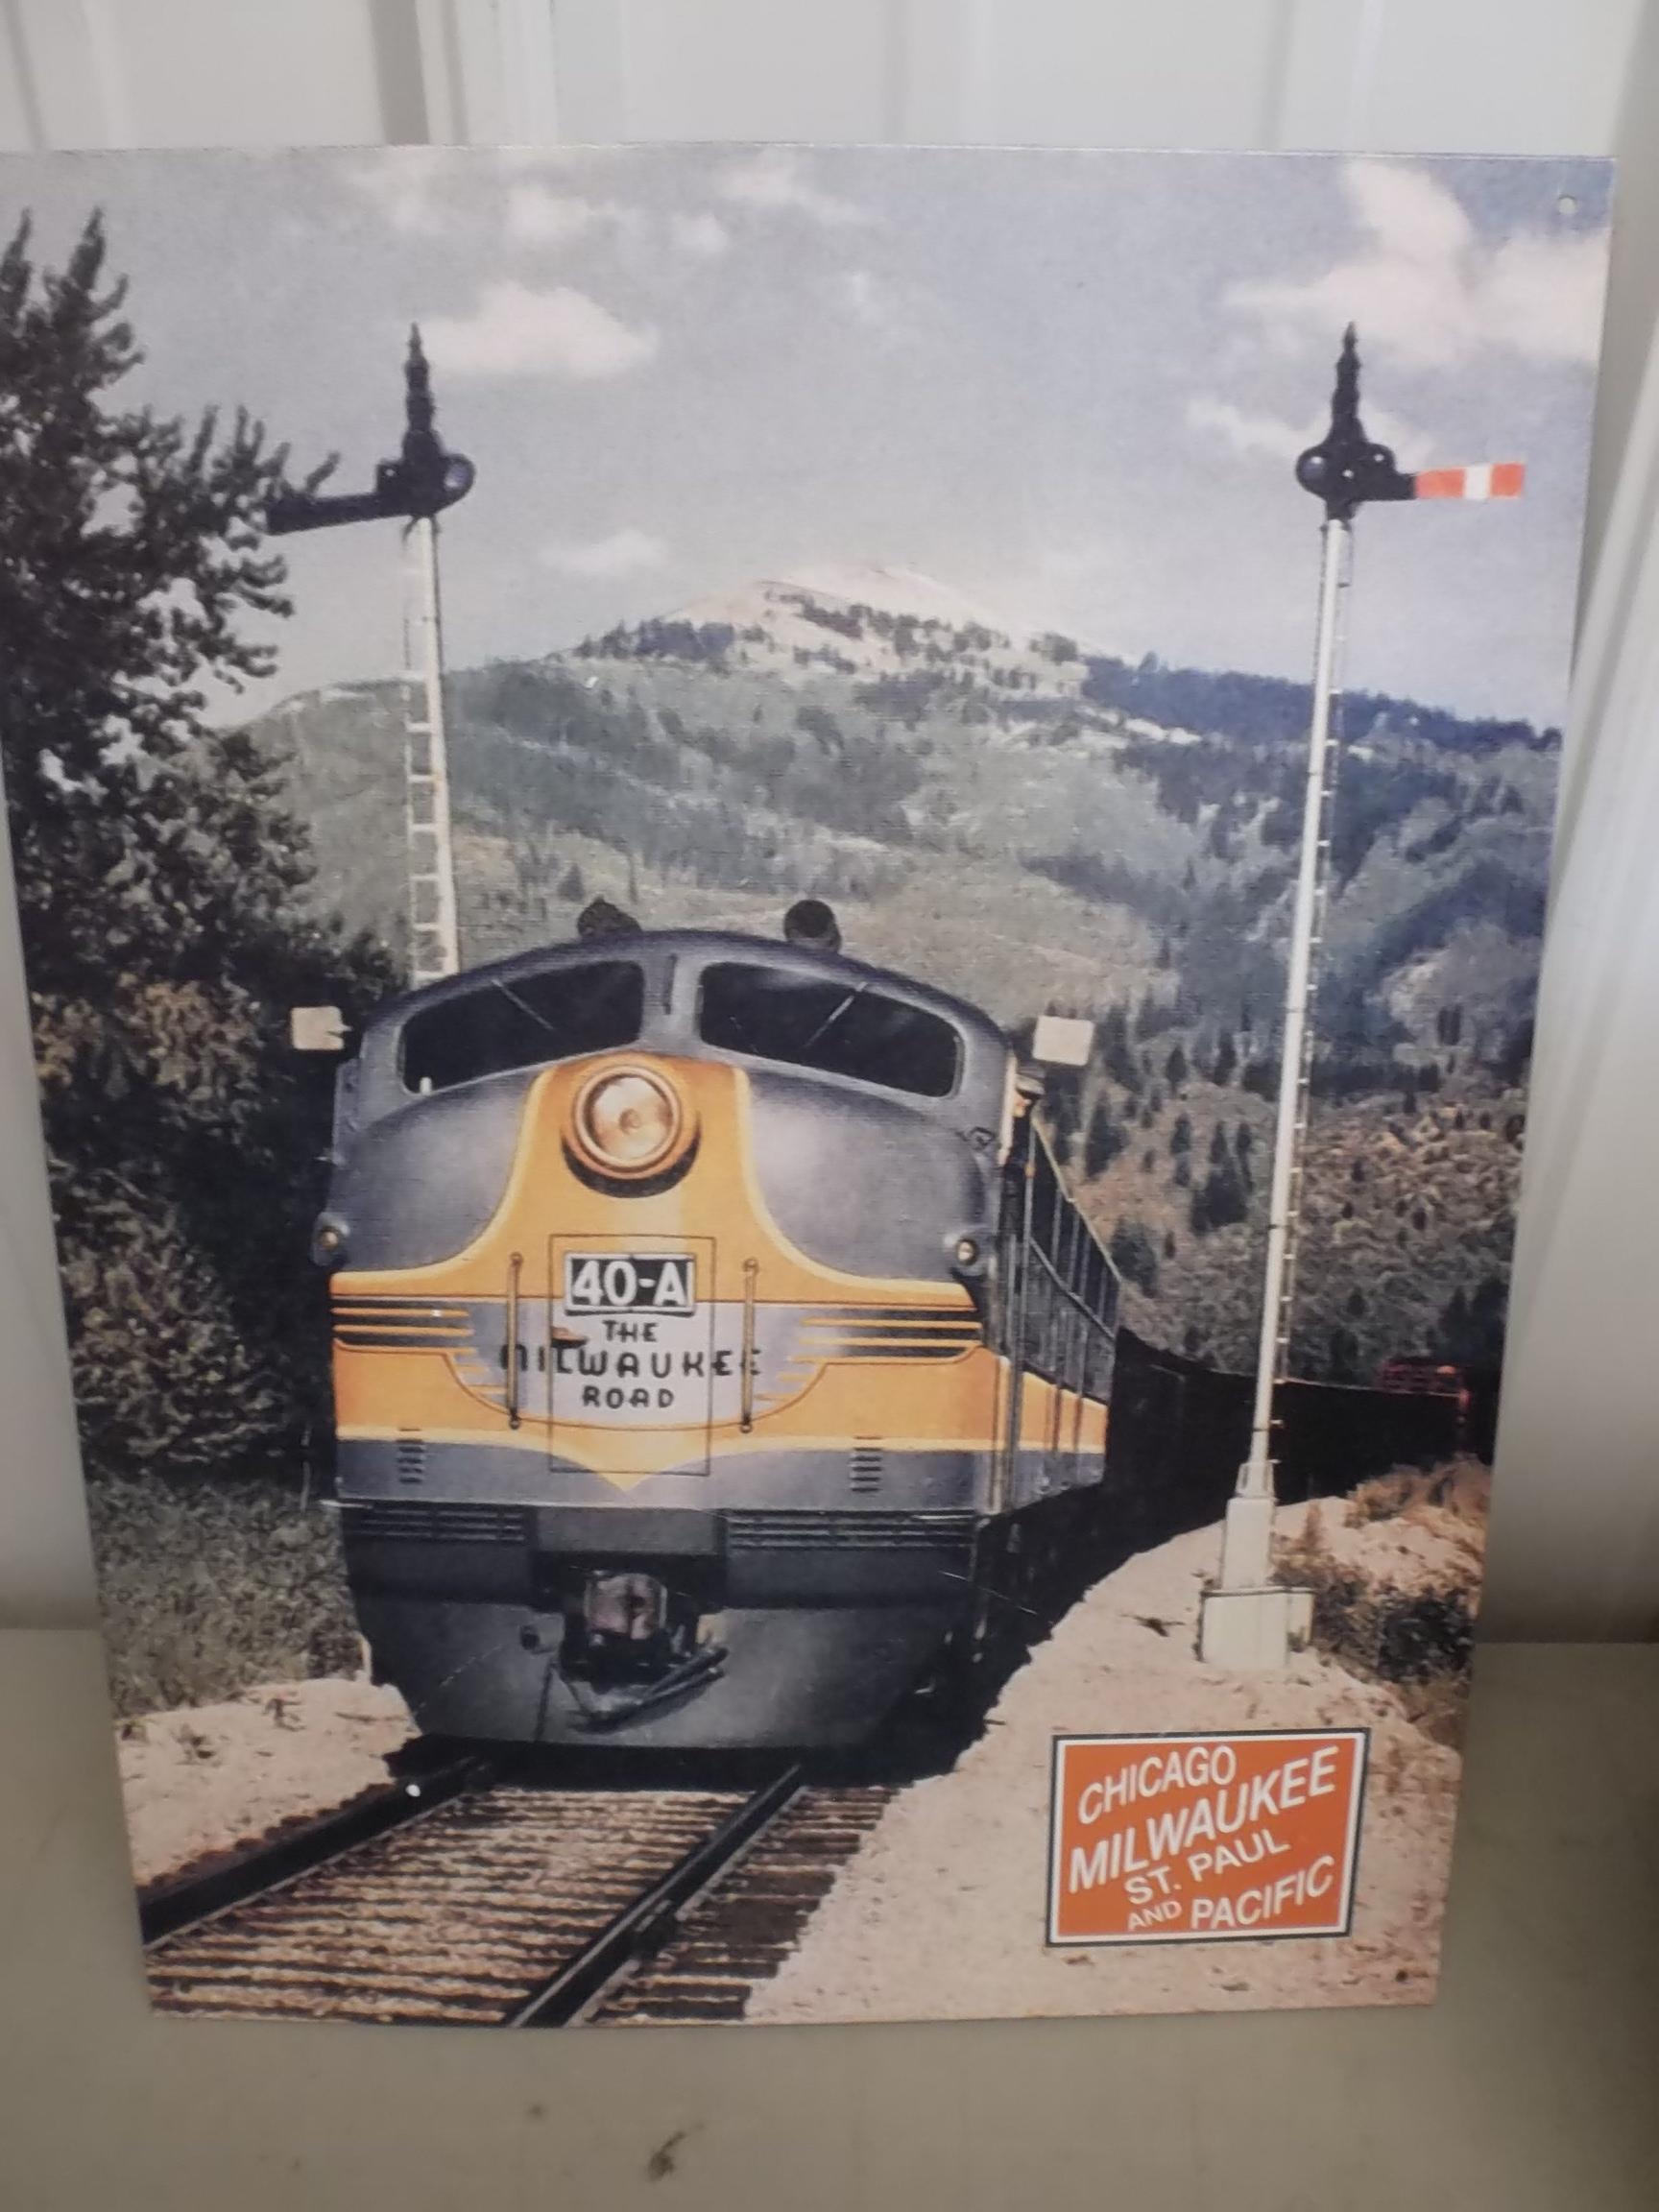 40-A
THE
MILWAUKEE
ROAD
CHICAGO
MILWAUKEE
ST. PAUL
AND PACIFIC